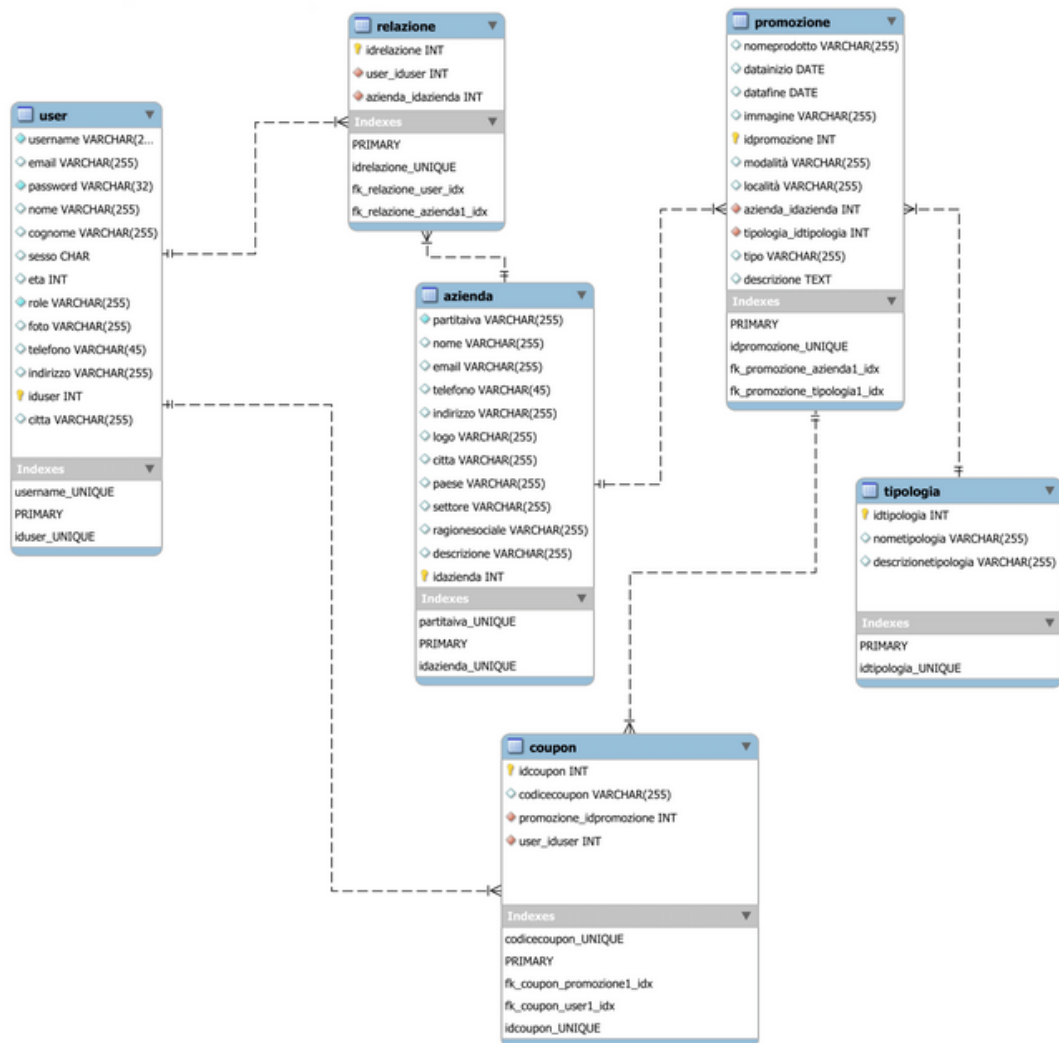 relazione
idrelazione INT
user_iduser INT
azienda_idazienda INT
Indexes
PRIMARY
idrelazione_UNIQUE
fk_relazione_user_idx
fk_relazione_azienda1_idx
promozione
nomeprodotto VARCHAR(255)
datainizio DATE
datafine DATE
immagine VARCHAR(255)
idpromozione INT
modalità VARCHAR(255)
località VARCHAR(255)
azienda_idazienda INT
tipologia_idtipologia INT
tipo VARCHAR(255)
descrizione TEXT
Indexes
PRIMARY
idpromozione_UNIQUE
fk_promozione_azienda1_idx
fk_promozione_tipologia1_idx
user
username VARCHAR(2...
email VARCHAR(255)
password VARCHAR(32)
nome VARCHAR(255)
cognome VARCHAR(255)
sesso CHAR
eta INT
role VARCHAR(255)
foto VARCHAR(255)
telefono VARCHAR(45)
indirizzo VARCHAR(255)
iduser INT
citta VARCHAR(255)
Indexes
username_UNIQUE
PRIMARY
iduser_UNIQUE
azienda
partitaiva VARCHAR(255)
nome VARCHAR(255)
email VARCHAR(255)
telefono VARCHAR(45)
indirizzo VARCHAR(255)
logo VARCHAR(255)
citta VARCHAR(255)
paese VARCHAR(255)
settore VARCHAR(255)
ragionesociale VARCHAR(255)
descrizione VARCHAR(255)
idazienda INT
Indexes
partitaiva_UNIQUE
PRIMARY
idazienda_UNIQUE
tipologia
idtipologia INT
nometipologia VARCHAR(255)
descrizionetipologia VARCHAR(255)
Indexes
PRIMARY
idtipologia_UNIQUE
coupon
idcoupon INT
codicecoupon VARCHAR(255)
promozione_idpromozione INT
user_iduser INT
Indexes
codicecoupon_UNIQUE
PRIMARY
fk_coupon_promozione1_idx
fk_coupon_user1_idx
idcoupon_UNIQUE